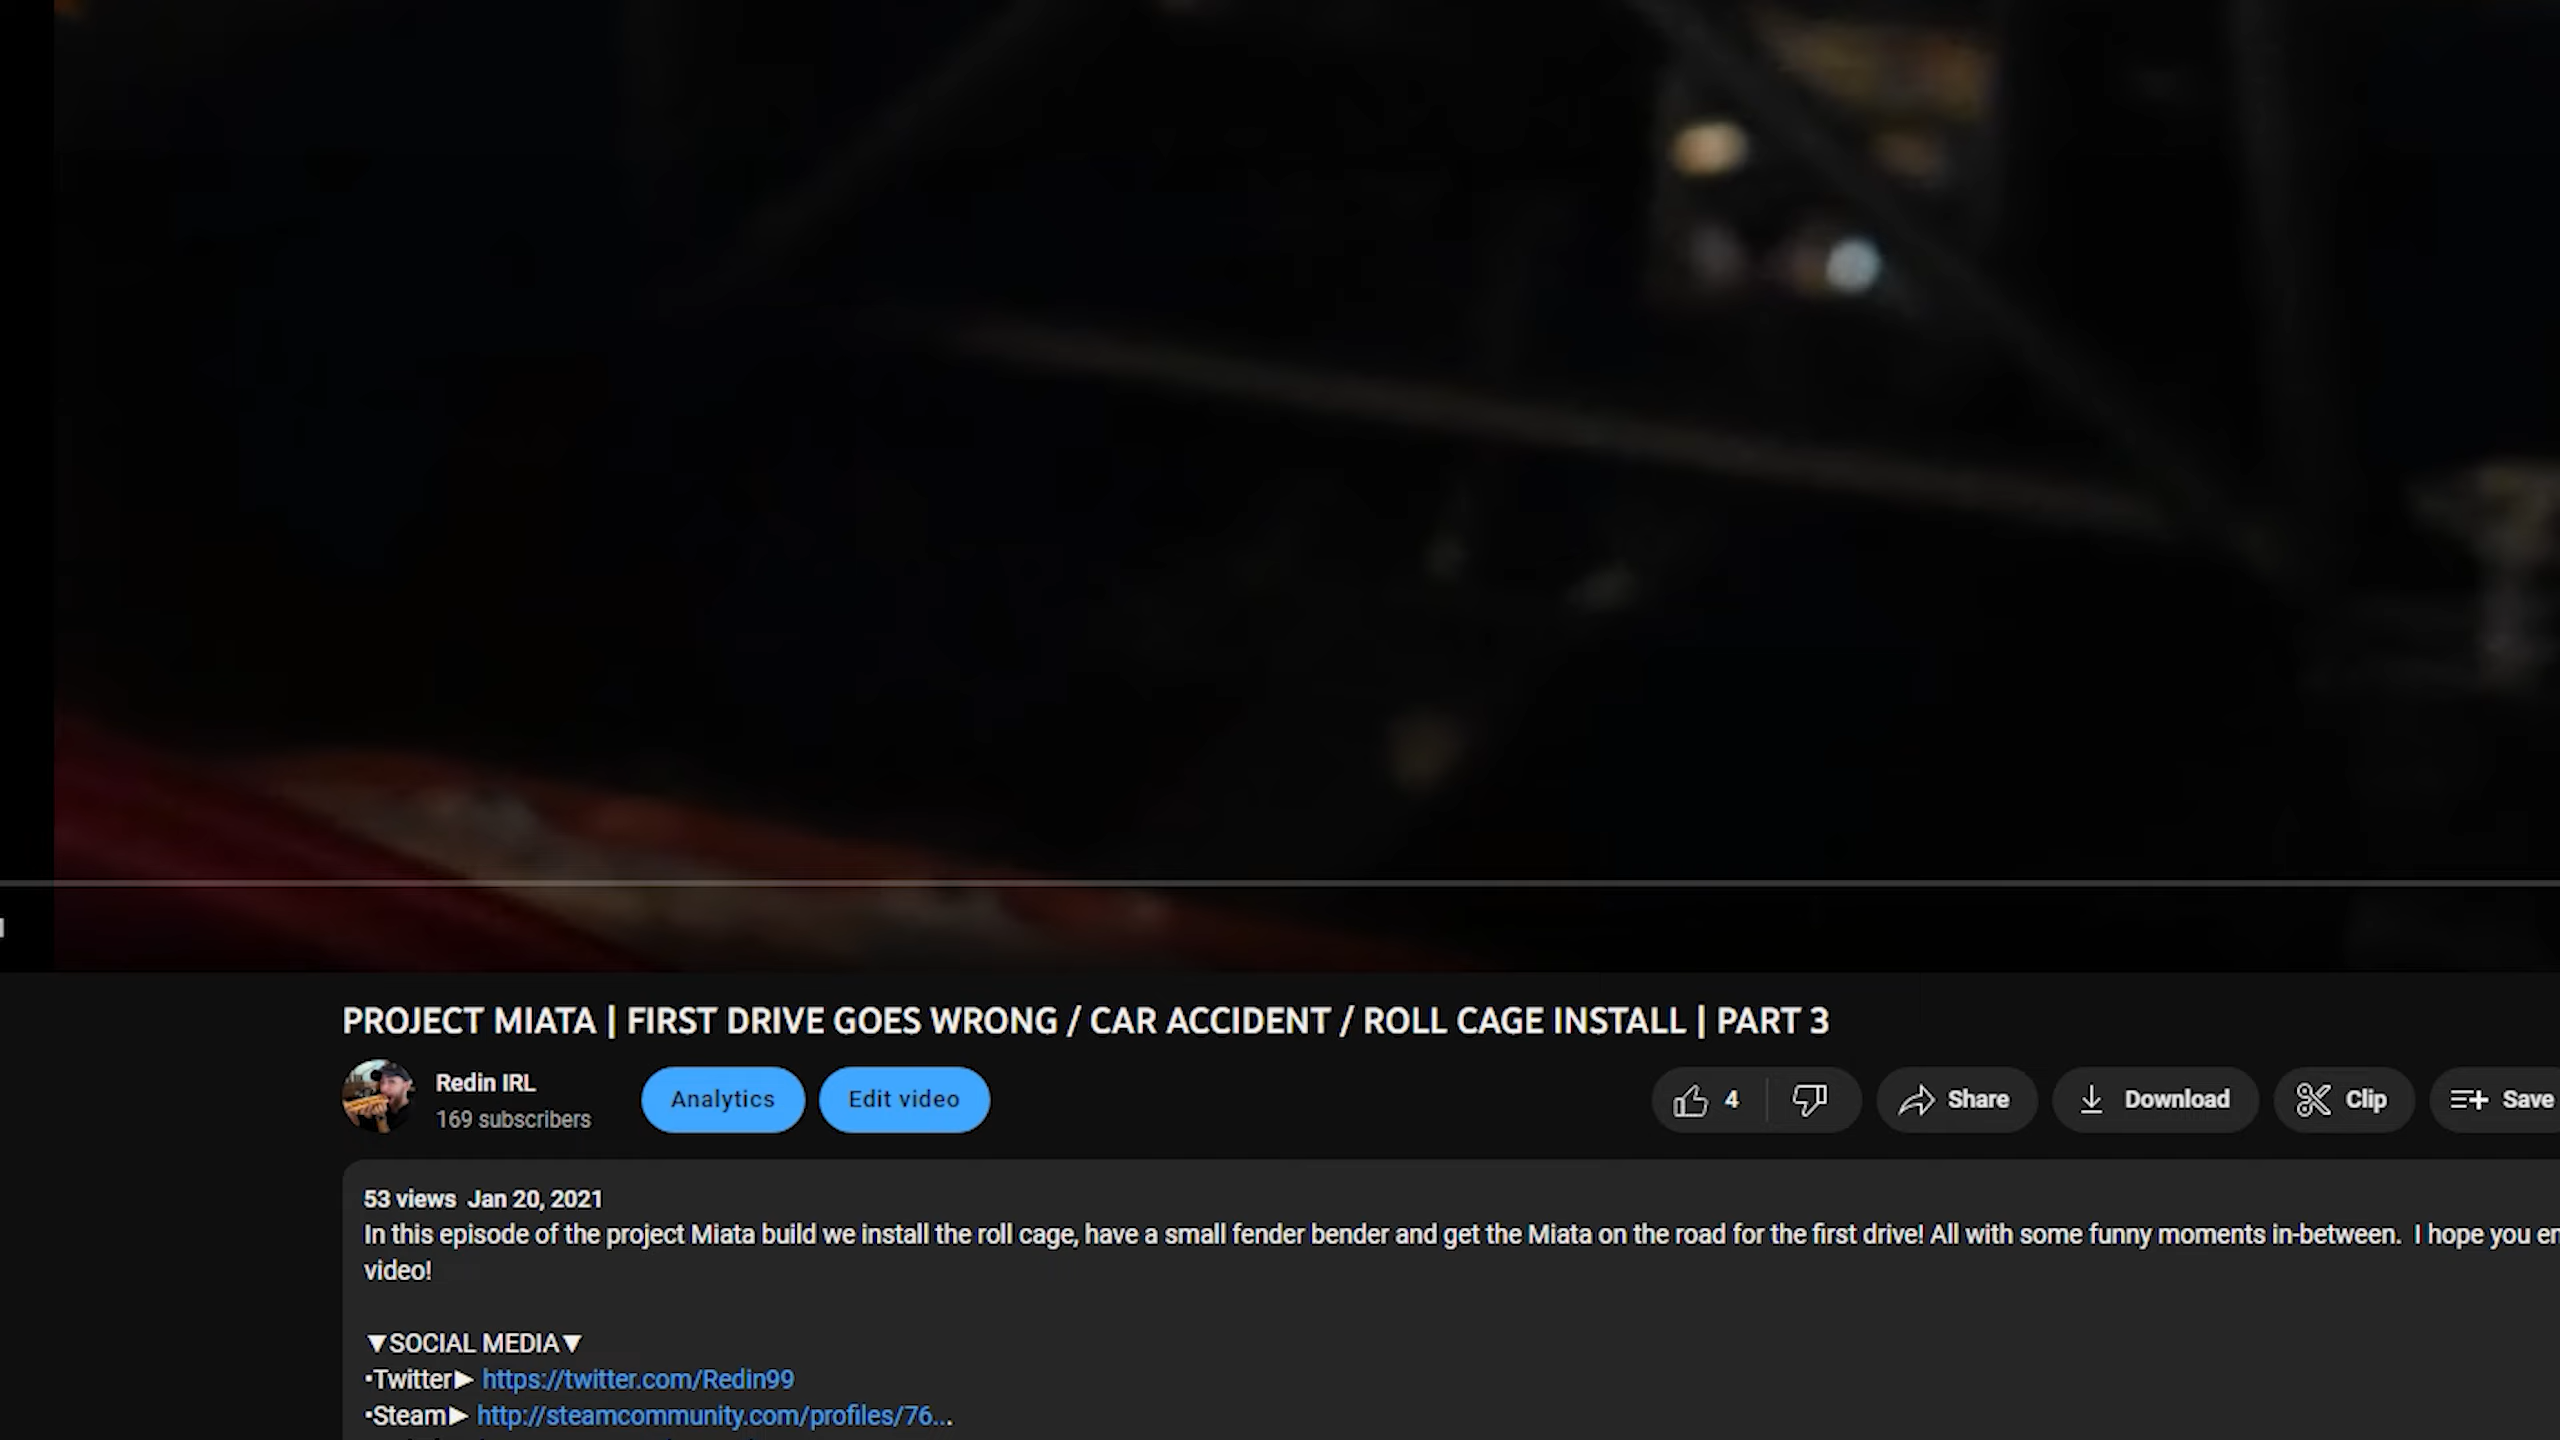 PROJECT MIATA | FIRST DRIVE GOES WRONG / CAR ACCIDENT / ROLL CAGE INSTALL | PART 3
Redin IRL
169 subscribers
Analytics
Edit video
4
Share
Download
Clip
Save
53 views Jan 20, 2021
In this episode of the project Miata build we install the roll cage, have a small fender bender and get the Miata on the road for the first drive! All with some funny moments in-between. I hope you en
video!
▼SOCIAL MEDIA▼
•Twitter► https://twitter.com/Redin99
•Steam► http://steamcommunity.com/profiles/76...